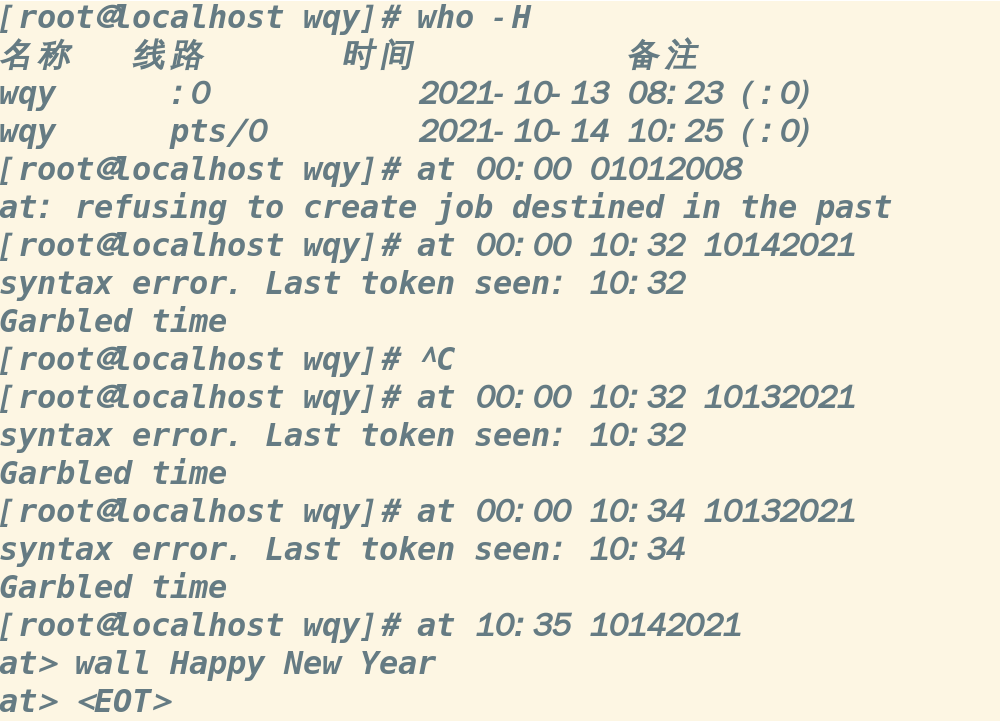 [root@localhost wqy]# who -H
名称   线路       时间           备注
wqy      :0           2021-10-13 08:23 (:0)
wqy      pts/0        2021-10-14 10:25 (:0)
[root@localhost wqy]# at 00:00 01012008
at: refusing to create job destined in the past
[root@localhost wqy]# at 00:00 10:32 10142021
syntax error. Last token seen: 10:32
Garbled time
[root@localhost wqy]# ^C
[root@localhost wqy]# at 00:00 10:32 10132021
syntax error. Last token seen: 10:32
Garbled time
[root@localhost wqy]# at 00:00 10:34 10132021
syntax error. Last token seen: 10:34
Garbled time
[root@localhost wqy]# at 10:35 10142021
at> wall Happy New Year
at> <EOT>